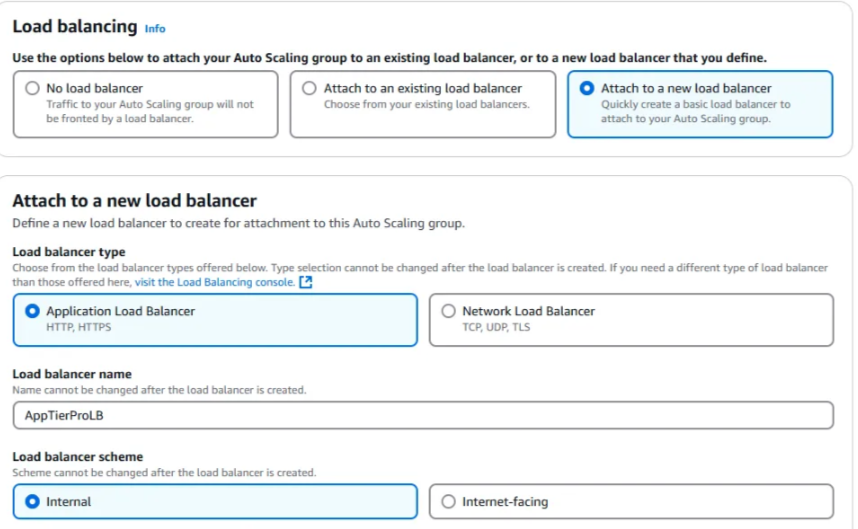 Load balancing Info
Use the options below to attach your Auto Scaling group to an existing load balancer, or to a new load balancer that you define.
No load balancer
Traffic to your Auto Scaling group will not
be fronted by a load balancer.
Attach to an existing load balancer
Choose from your existing load balancers.
Attach to a new load balancer
Quickly create a basic load balancer to
attach to your Auto Scaling group.
Attach to a new load balancer
Define a new load balancer to create for attachment to this Auto Scaling group.
Load balancer type
Choose from the load balancer types offered below. Type selection cannot be changed after the load balancer is created. If you need a different type of load balancer
than those offered here, visit the Load Balancing console.
Application Load Balancer
HTTP, HTTPS
Network Load Balancer
TCP, UDP, TLS
Load balancer name
Name cannot be changed after the load balancer is created.
AppTierProLB
Load balancer scheme
Scheme cannot be changed after the load balancer is created.
Internal
Internet-facing